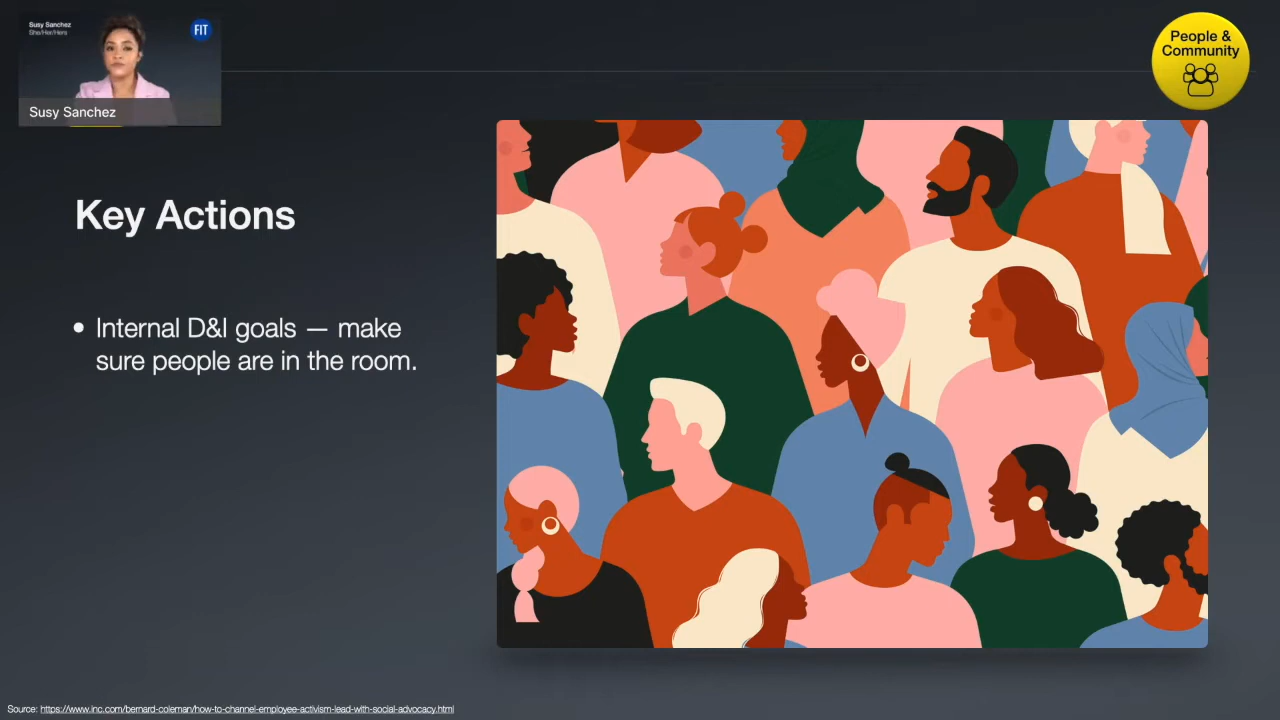 Susy Sanchez
She/Her/Hers
FIT
Susy Sanchez
People &
Community
Key Actions
• Internal D&I goals — make
sure people are in the room.
Source: https://www.inc.com/bernard-coleman/how-to-channel-employee-activism-lead-with-social-advocacy.html